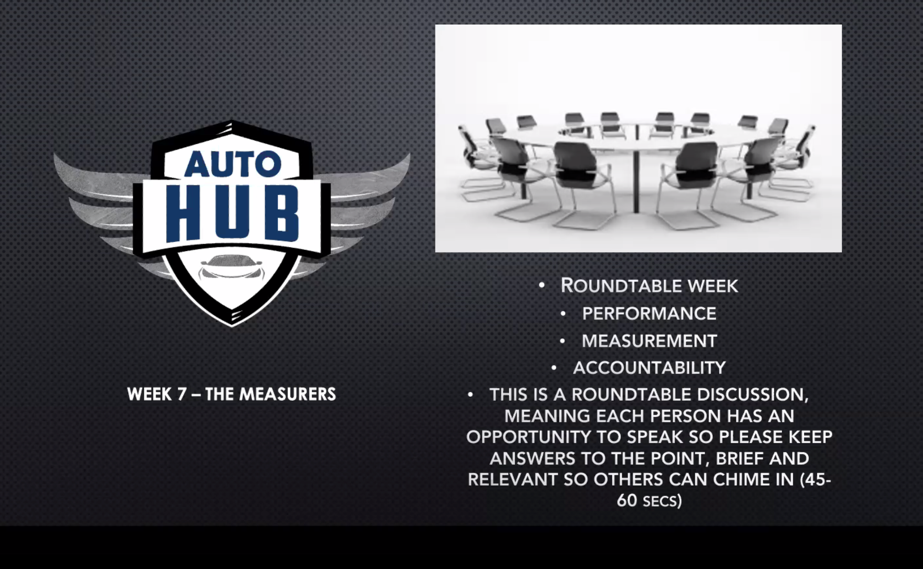 AUTO
HUB
WEEK 7 – THE MEASURERS
• ROUNDTABLE WEEK
• PERFORMANCE
• MEASUREMENT
• ACCOUNTABILITY
• THIS IS A ROUNDTABLE DISCUSSION,
MEANING EACH PERSON HAS AN
OPPORTUNITY TO SPEAK SO PLEASE KEEP
ANSWERS TO THE POINT, BRIEF AND
RELEVANT SO OTHERS CAN CHIME IN (45-
60 SECS)